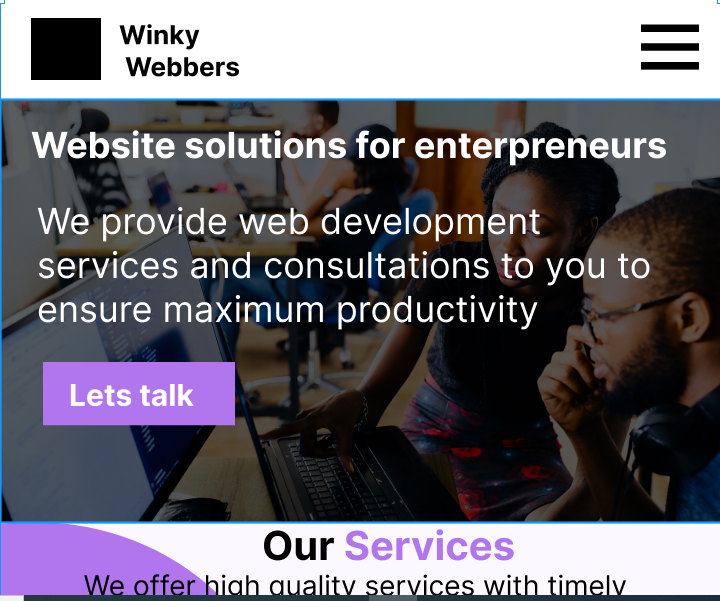 Winky
Webbers
Website solutions for enterpreneurs
We provide web development
services and consultations to you to
ensure maximum productivity
Lets talk
Our Services
We offer high quality services with timely